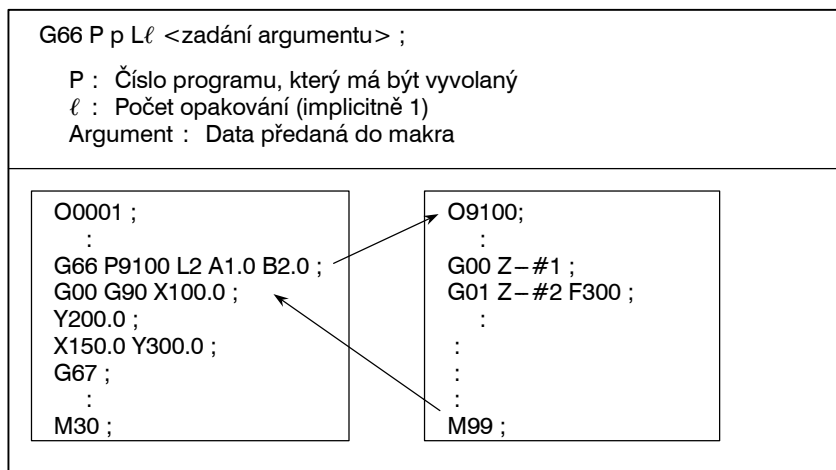 G66 P p Lℓ <zadání argumentu> ;
P : Číslo programu, který má být vyvolaný
ℓ : Počet opakování (implicitně 1)
Argument : Data předaná do makra
O0001 ;
:
G66 P9100 L2 A1.0 B2.0 ;
G00 G90 X100.0 ;
Y200.0 ;
X150.0 Y300.0 ;
G67 ;
:
M30 ;
O9100;
:
G00 Z−#1 ;
G01 Z−#2 F300 ;
:
:
:
:
M99 ;